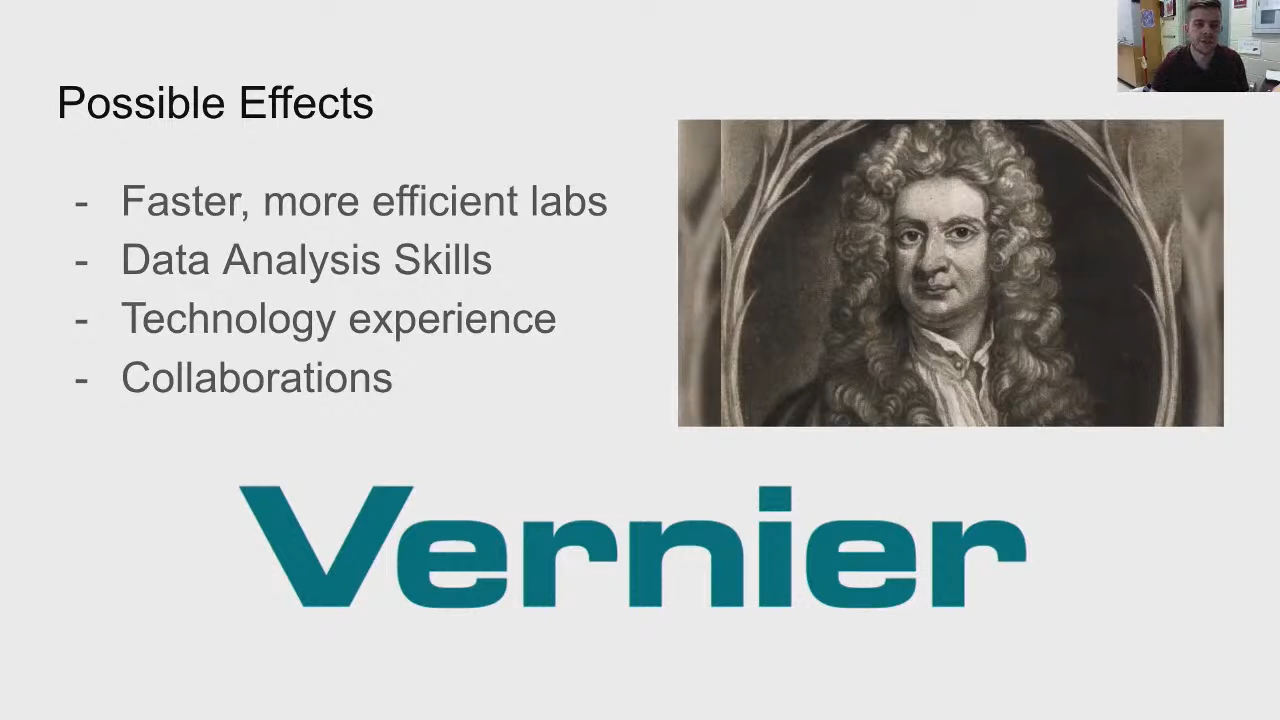 Possible Effects
- Faster, more efficient labs
- Data Analysis Skills
- Technology experience
- Collaborations
Vernier